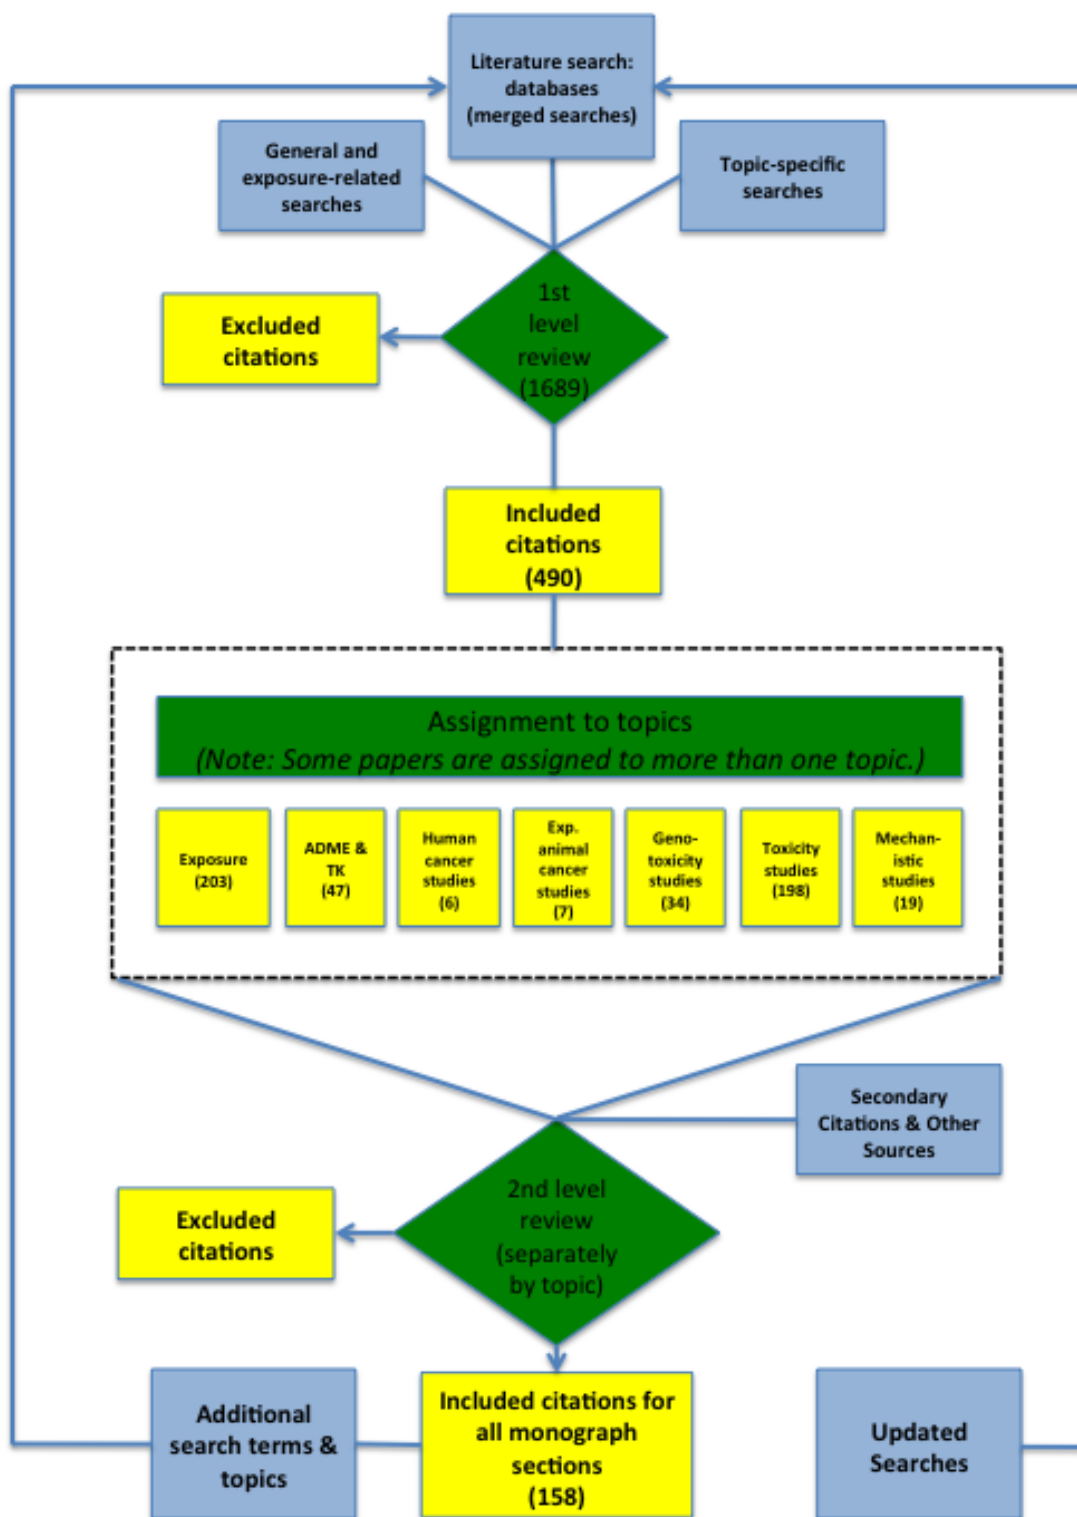 Literature search:
databases
(merged searches)
General and
exposure-related
searches
Topic-specific
searches
1st
level
review
(1689)
Excluded
citations
Included
citations
(490)
Assignment to topics
(Note: Some papers are assigned to more than one topic.)
Exposure
(203)
ADME &
TK
(47)
Human
cancer
studies
(6)
Exp.
animal
cancer
studies
(7)
Geno-
toxicity
studies
(34)
Toxicity
studies
(198)
Mechan-
istic
studies
(19)
Secondary
Citations & Other
Sources
2nd level
review
(separately
by topic)
Excluded
citations
Additional
search terms &
topics
Included citations for
all monograph
sections
(158)
Updated
Searches